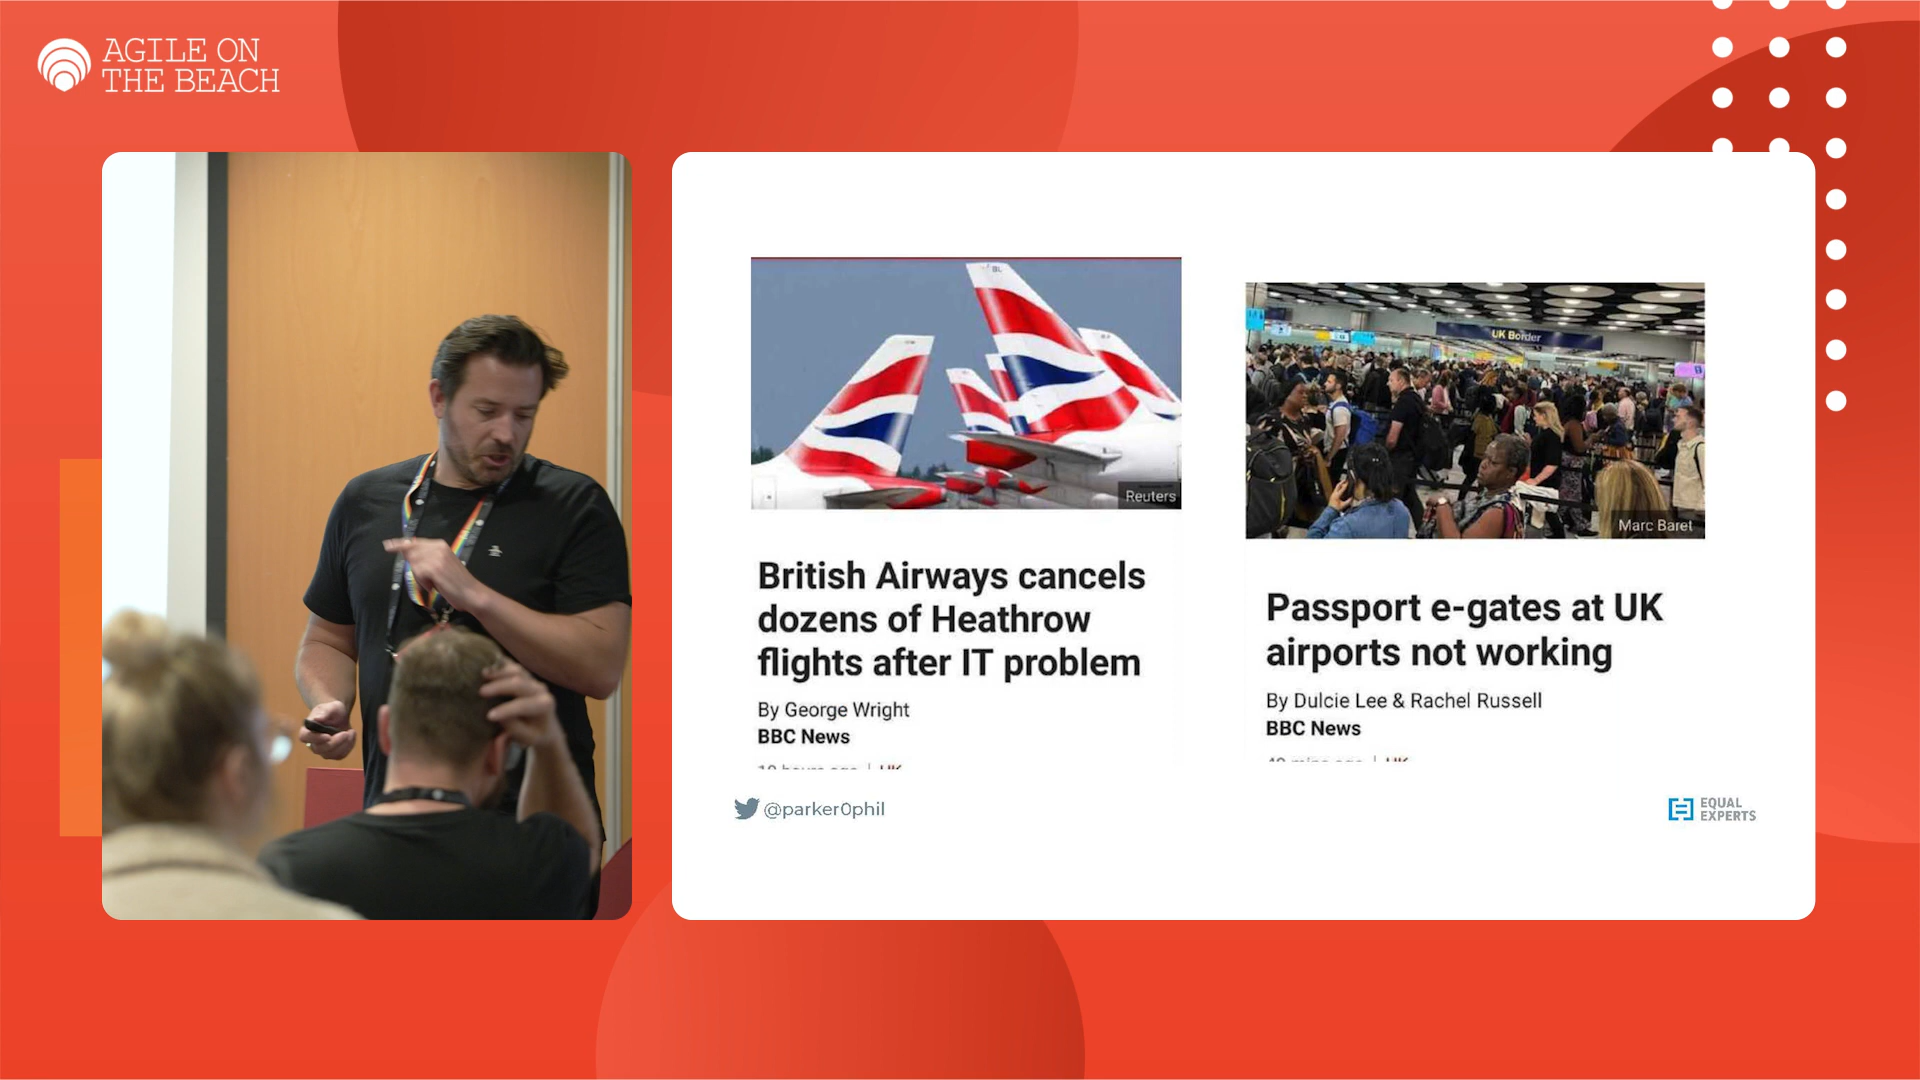 AGILE ON
THE BEACH
Reuters
British Airways cancels
dozens of Heathrow
flights after IT problem
By George Wright
BBC News
UK Border
Marc Baret
Passport e-gates at UK
airports not working
By Dulcie Lee & Rachel Russell
BBC News
@parker0phil
EQUAL
EXPERTS